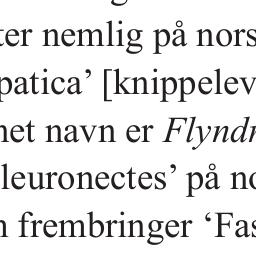 ter nemlig på nors
patica’ [knippelev
net navn er Flyndr
leuronectes’ på no
n frembringer ‘Fas